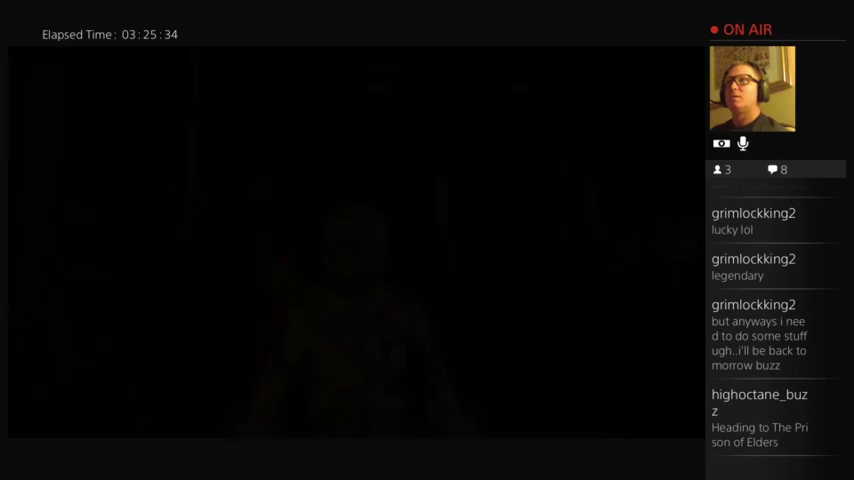 Elapsed Time: 03:25:34
ON AIR
3
8
grimlockking2
lucky lol
grimlockking2
legendary
grimlockking2
but anyways i nee
d to do some stuff
ugh..i'll be back to
morrow buzz
highoctane_buz
z
Heading to The Pri
son of Elders